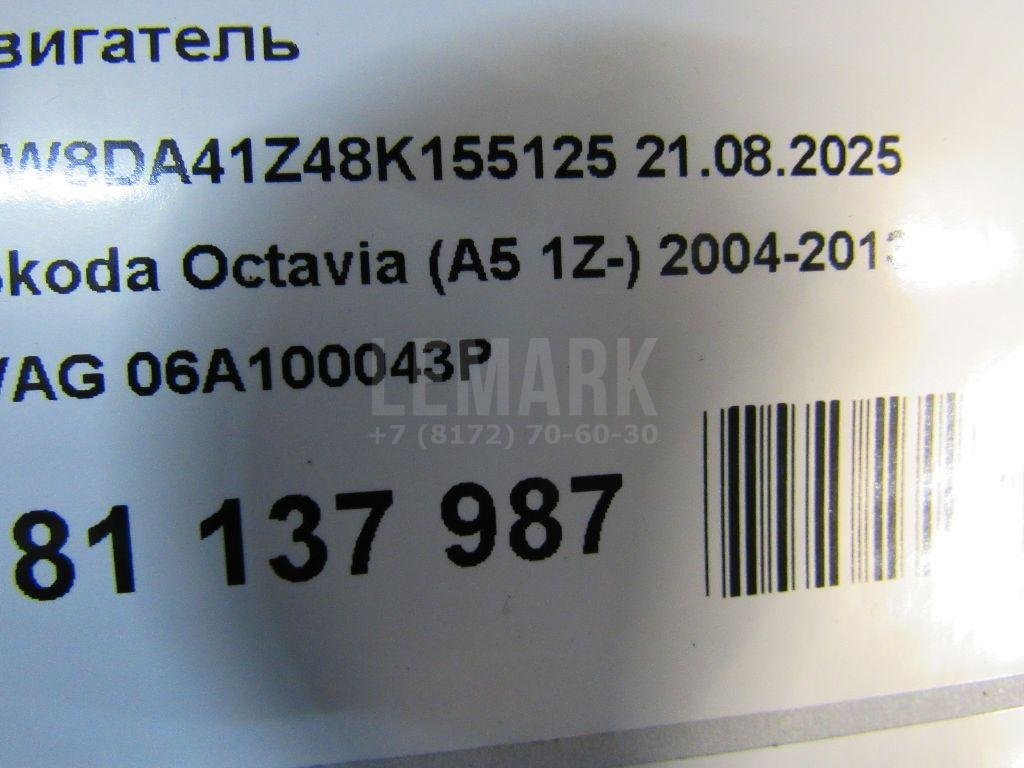 вигатель
W8DA41Z48K155125 21.08.2025
koda Octavia (A5 1Z-) 2004-201
VAG 06A100043P
LEMARK
+7 (8172) 70-60-30
81 137 987